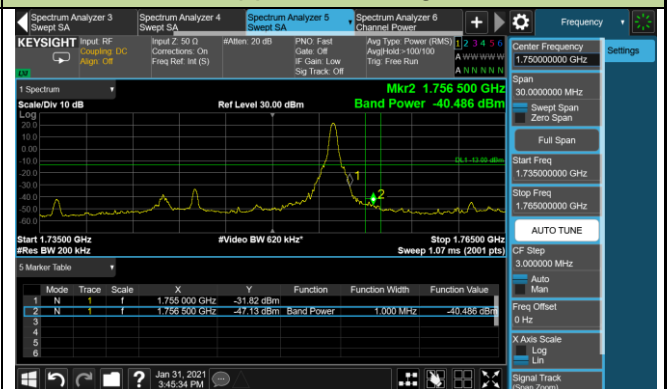 Spectrum Analyzer 3
Swept SA
Spectrum Analyzer 4
Swept SA
Spectrum Analyzer 5
Swept SA
Spectrum Analyzer 6
Channel Power
Frequency
KEYSIGHT
Input: RF
Coupling: DC
Align: Off
Input Z: 50 Ω
Corrections: On
Freq Ref: Int (S)
#Atten: 20 dB
PNO: Fast
Gate: Off
IF Gain: Low
Sig Track: Off
Avg Type: Power (RMS)
Avg|Hold:>100/100
Trig: Free Run
1 2 3 4 5 6
A W W W W W
A N N N N N
LVI
1 Spectrum
Scale/Div 10 dB
Ref Level 30.00 dBm
Mkr2 1.756 500 GHz
Band Power -40.486 dBm
Log
20.0
10.0
0.00
-10.0
-20.0
-30.0
-40.0
-50.0
-60.0
DL1 -13.00 dBm
1
2
Start 1.73500 GHz
#Res BW 200 kHz
#Video BW 620 kHz*
Stop 1.76500 GHz
Sweep 1.07 ms (2001 pts)
5 Marker Table
Mode Trace Scale X Y Function Function Width Function Value
1 N 1 f 1.755 000 GHz -31.82 dBm
2 N 1 f 1.756 500 GHz -47.13 dBm Band Power 1.000 MHz -40.486 dBm
3
4
5
6
Jan 31, 2021
3:45:34 PM
Center Frequency
1.750000000 GHz
Settings
Span
30.0000000 MHz
Swept Span
Zero Span
Full Span
Start Freq
1.735000000 GHz
Stop Freq
1.765000000 GHz
AUTO TUNE
CF Step
3.000000 MHz
Auto
Man
Freq Offset
0 Hz
X Axis Scale
Log
Lin
Signal Track
(Span Zoom)